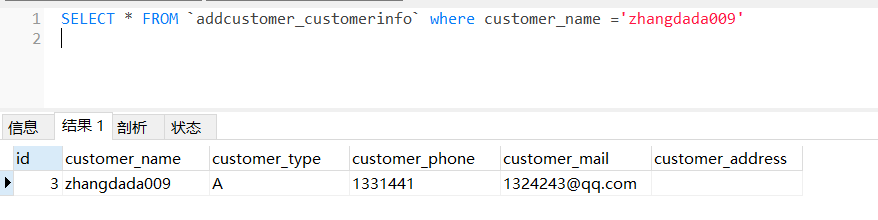 1 SELECT * FROM `addcustomer_customerinfo` where customer_name ='zhangdada009'
2
信息 结果 1 剖析 状态
id customer_name customer_type customer_phone customer_mail customer_address
3 zhangdada009 A 1331441 1324243@qq.com